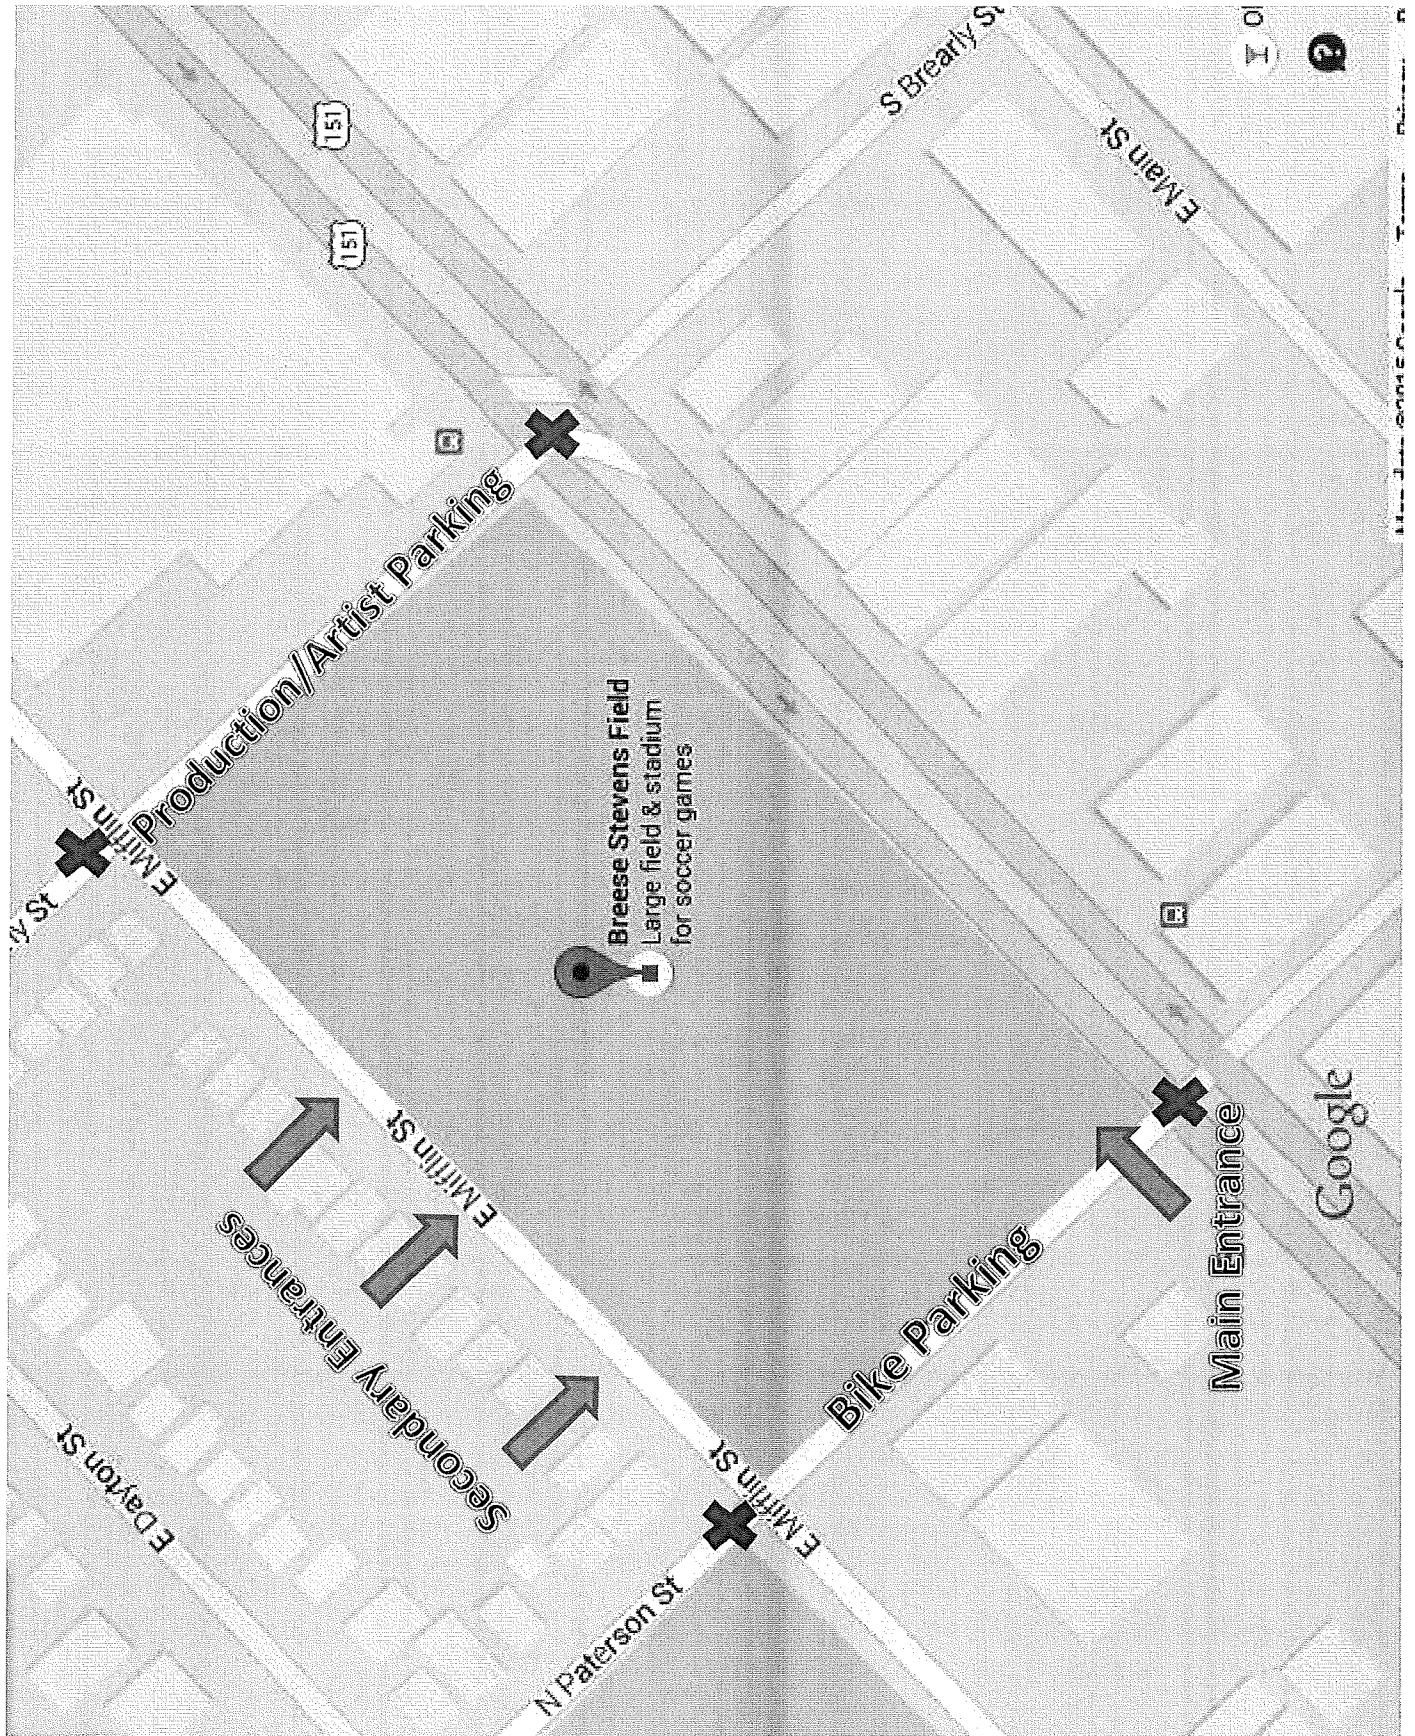 151
151
S Brearly St
E Main St
Production/Artist Parking
E Mifflin St
Breese Stevens Field
Large field & stadium
for soccer games
E Mifflin St
Secondary Entrances
E Dayton St
Bike Parking
Main Entrance
E Mifflin St
N Paterson St
Google